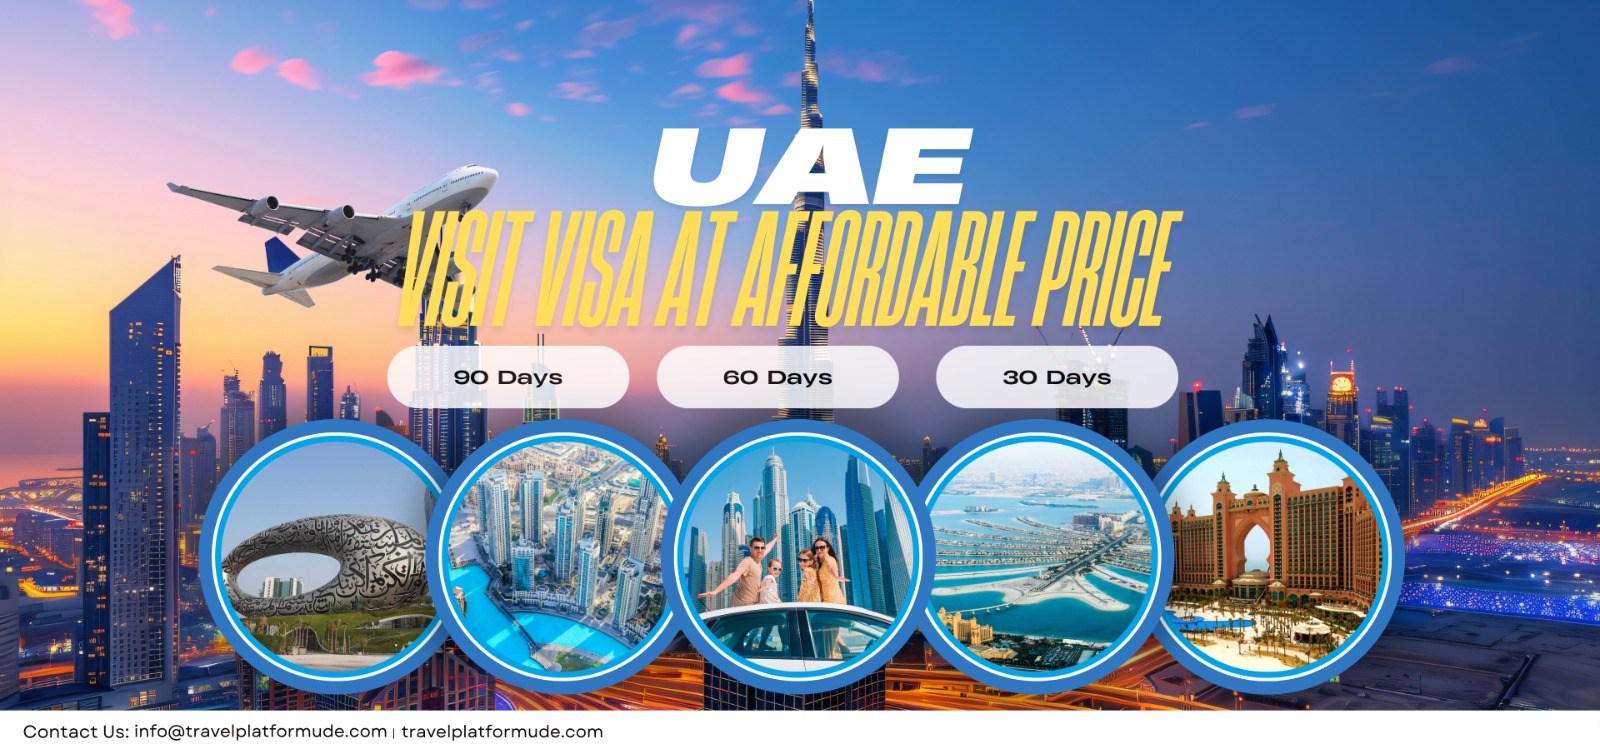 UAE
VISIT VISA AT AFFORDABLE PRICE
90 Days
60 Days
30 Days
Contact Us: info@travelplatformude.com | travelplatformude.com